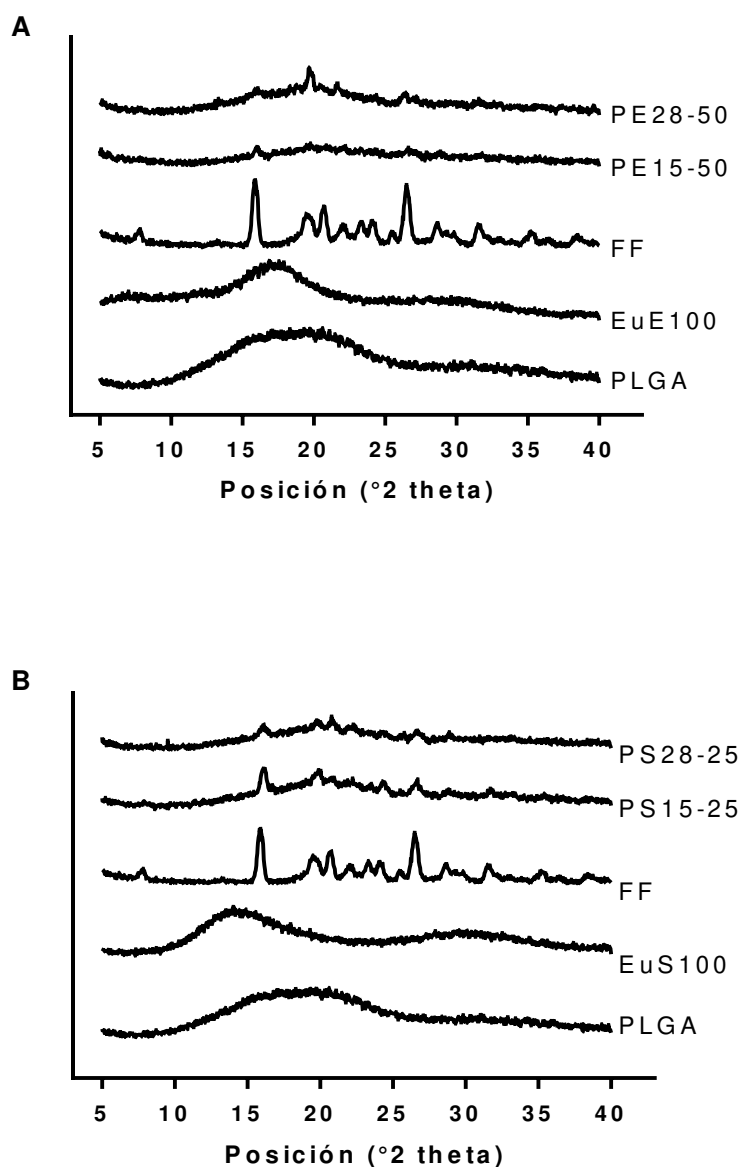 A
PE28-50
PE15-50
FF
EuE100
PLGA
5 10 15 20 25 30 35 40
Posición (°2 theta)
B
PS28-25
PS15-25
FF
EuS100
PLGA
5 10 15 20 25 30 35 40
Posición (°2 theta)